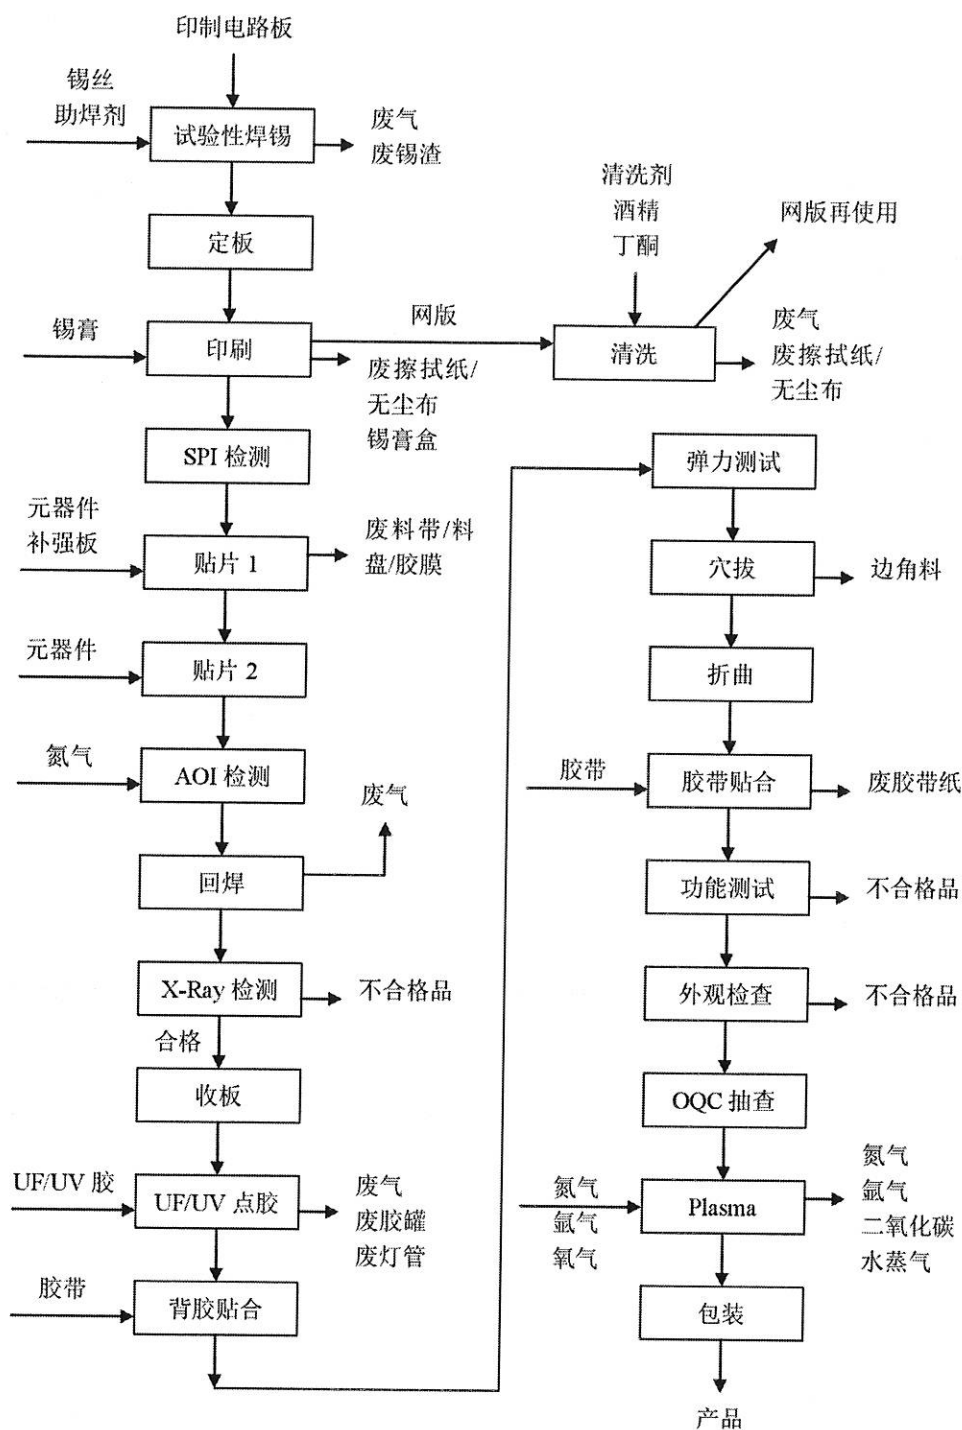 印制电路板
锡丝
助焊剂
试验性焊锡
废气
废锡渣
定板
清洗剂
酒精
丁酮
网版再使用
锡膏
印刷
网版
清洗
废气
废擦拭纸/
无尘布
废擦拭纸/
无尘布
锡膏盒
SPI 检测
元器件
补强板
贴片 1
废料带/料
盘/胶膜
元器件
贴片 2
氮气
AOI 检测
废气
回焊
X-Ray 检测
不合格品
合格
收板
UF/UV 胶
UF/UV 点胶
废气
废胶罐
废灯管
胶带
背胶贴合
弹力测试
穴拔
边角料
折曲
胶带
胶带贴合
废胶带纸
功能测试
不合格品
外观检查
不合格品
OQC 抽查
氮气
氩气
氧气
Plasma
氮气
氩气
二氧化碳
水蒸气
包装
产品